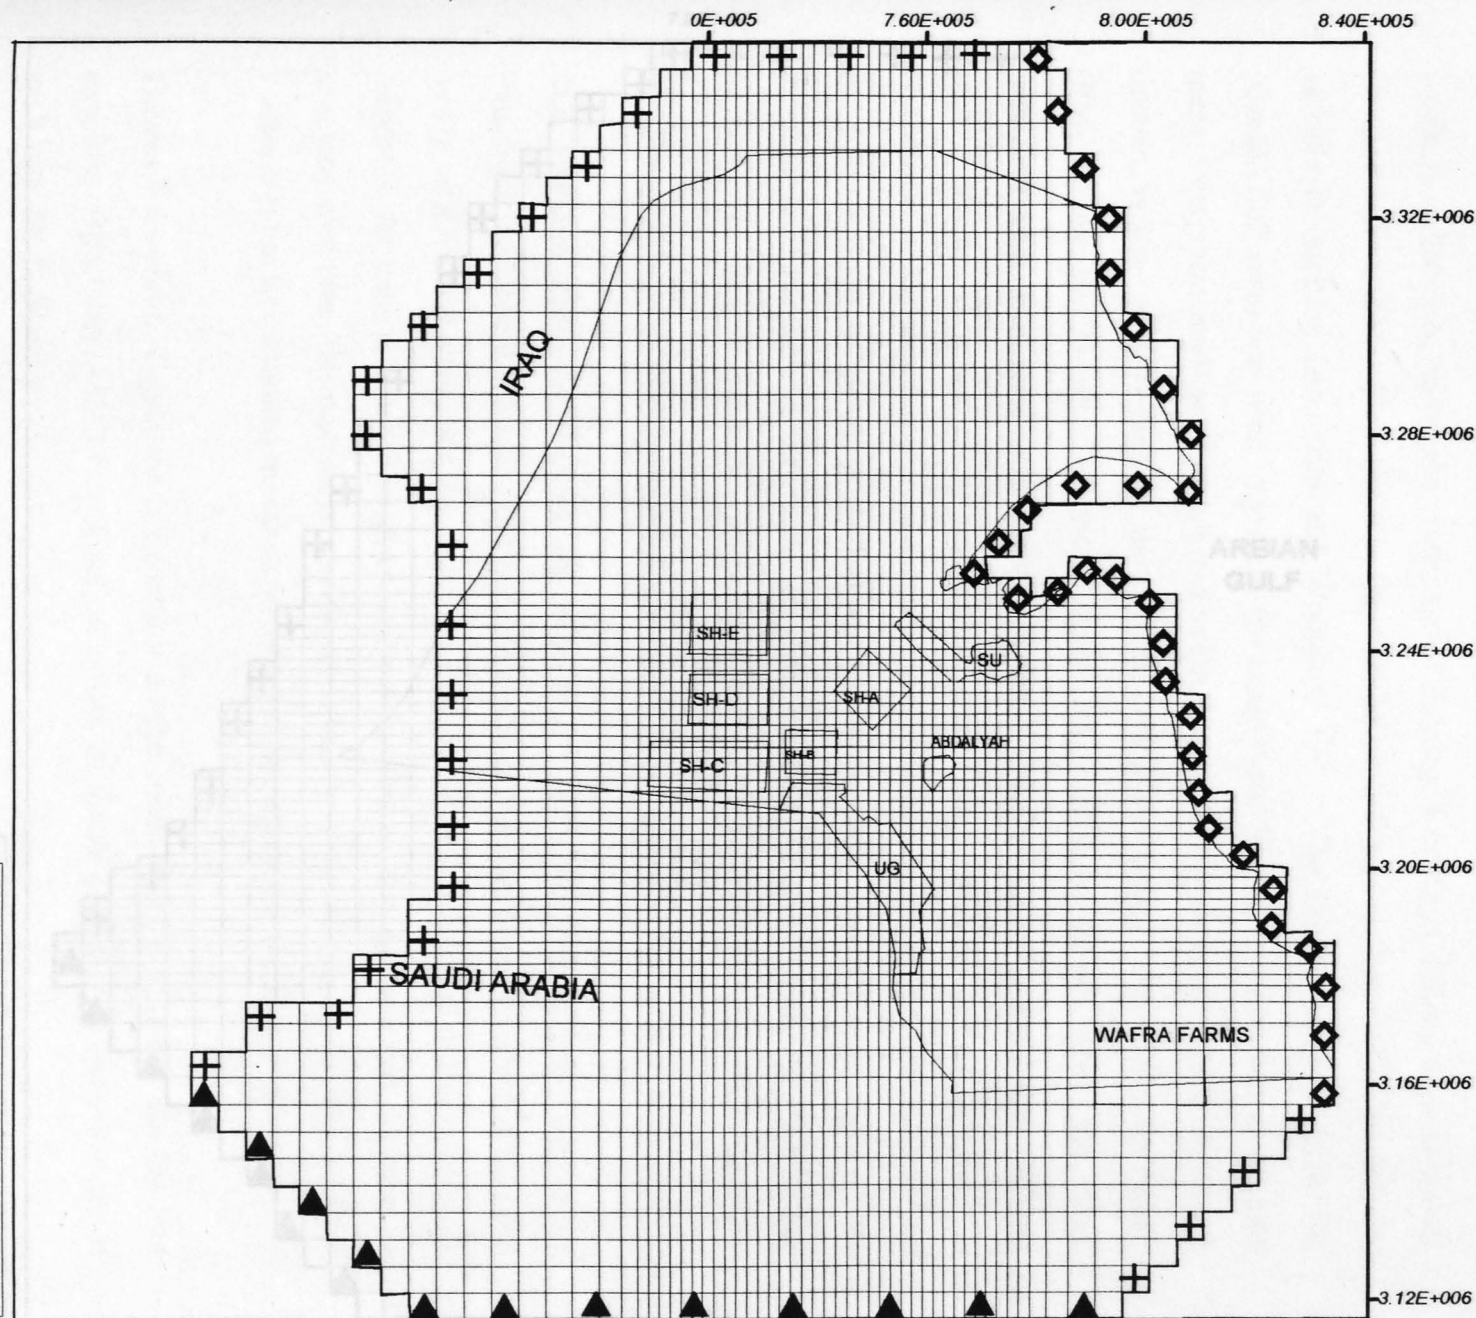 0E+005 7.60E+005 8.00E+005 8.40E+005
3.32E+006
IRAQ
3.28E+006
ARBIAN
GULF
SH-E
3.24E+006
SU
SH-D
SH-A
ABDALYAH
SH-B
SH-C
3.20E+006
UG
SAUDI ARABIA
WAFRA FARMS
3.16E+006
3.12E+006